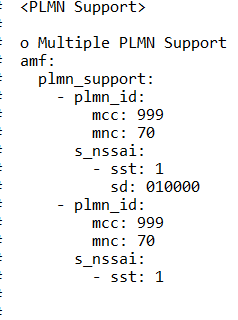 # <PLMN Support>
#
# o Multiple PLMN Support
# amf:
#   plmn_support:
#     - plmn_id:
#         mcc: 999
#         mnc: 70
#       s_nssai:
#         - sst: 1
#           sd: 010000
#     - plmn_id:
#         mcc: 999
#         mnc: 70
#       s_nssai:
#         - sst: 1
#
#